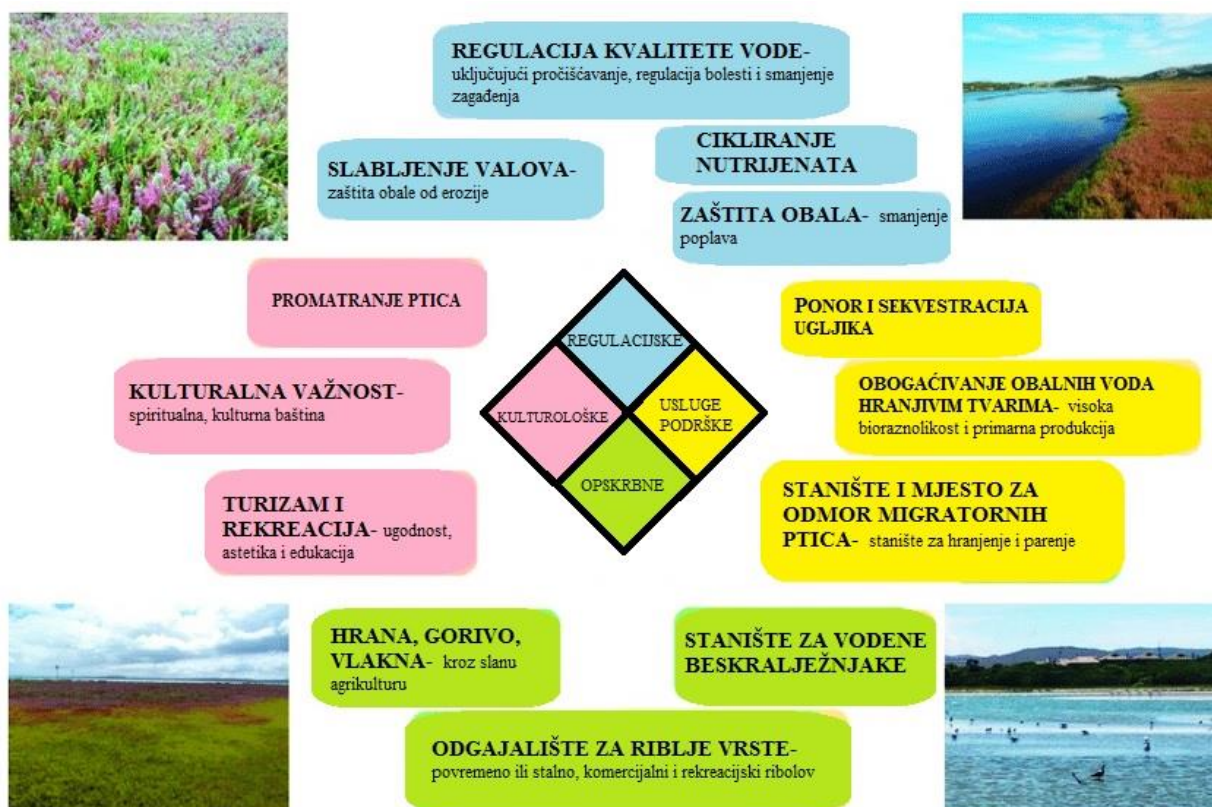 REGULACIJA KVALITETE VODE-
uključujući pročišćavanje, regulacija bolesti i smanjenje
zagađenja
CIKLIRANJE
NUTRIJENATA
SLABLJENJE VALOVA-
zaštita obale od erozije
ZAŠTITA OBALA- smanjenje
poplava
PROMATRANJE PTICA
PONOR I SEKVESTRACIJA
UGLJIKA
REGULACIJSKE
KULTURALNA VAŽNOST-
spiritualna, kulturna baština
KULTUROLOŠKE
USLUGE
PODRŠKE
OBOGAĆIVANJE OBALNIH VODA
HRANJIVIM TVARIMA- visoka
bioraznolikost i primarna produkcija
OPSKRBNE
TURIZAM I
REKREACIJA- ugodnost,
astetika i edukacija
STANIŠTE I MJESTO ZA
ODMOR MIGRATORNIH
PTICA- stanište za hranjenje i parenje
HRANA, GORIVO,
VLAKNA- kroz slanu
agrikulturu
STANIŠTE ZA VODENE
BESKRALJEŽNJAKE
ODGAJALIŠTE ZA RIBLJE VRSTE-
povremeno ili stalno, komercijalni i rekreacijski ribolov